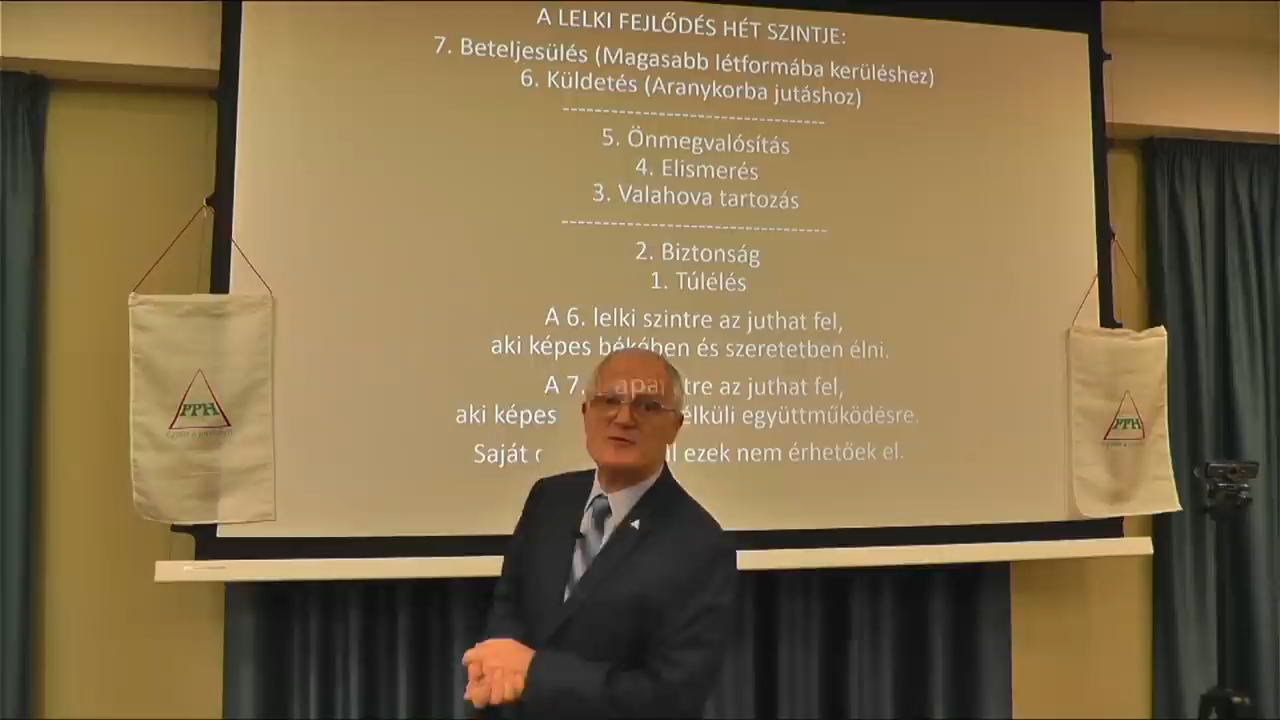 A LELKI FEJLŐDÉS HÉT SZINTJE:
7. Beteljesülés (Magasabb létformába kerüléshez)
6. Küldetés (Aranykorba jutáshoz)
--------------------------------
5. Önmegvalósítás
4. Elismerés
3. Valahova tartozás
--------------------------------
2. Biztonság
1. Túlélés
A 6. lelki szintre az juthat fel,
aki képes békében és szeretetben élni.
A 7. az juthat fel,
aki képes együttműködésre.
Saját ezek nem érhetőek el.
PPH
PPH